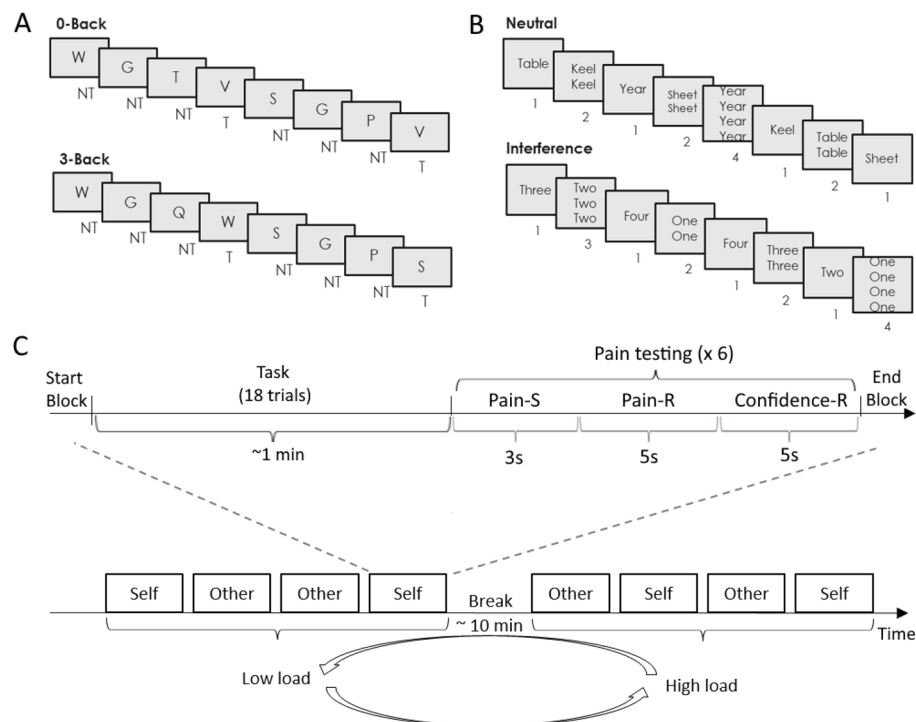 A
0-Back
W
G
T
V
S
G
P
V
NT
NT
NT
T
NT
NT
NT
T
3-Back
W
G
Q
W
S
G
P
S
NT
NT
NT
T
NT
NT
NT
T
B
Neutral
Table
Keel
Keel
Year
Sheet
Sheet
Year
Year
Year
Year
Keel
Table
Table
Sheet
1
2
1
2
4
1
2
1
Interference
Three
Two
Two
Two
Four
One
One
Four
Three
Three
Two
One
One
One
One
1
3
1
2
1
2
1
4
C
Start
Block
Task
(18 trials)
Pain testing (x 6)
End
Block
Pain-S
Pain-R
Confidence-R
~1 min
3s
5s
5s
Self
Other
Other
Self
Break
~ 10 min
Other
Self
Other
Self
Time
Low load
High load